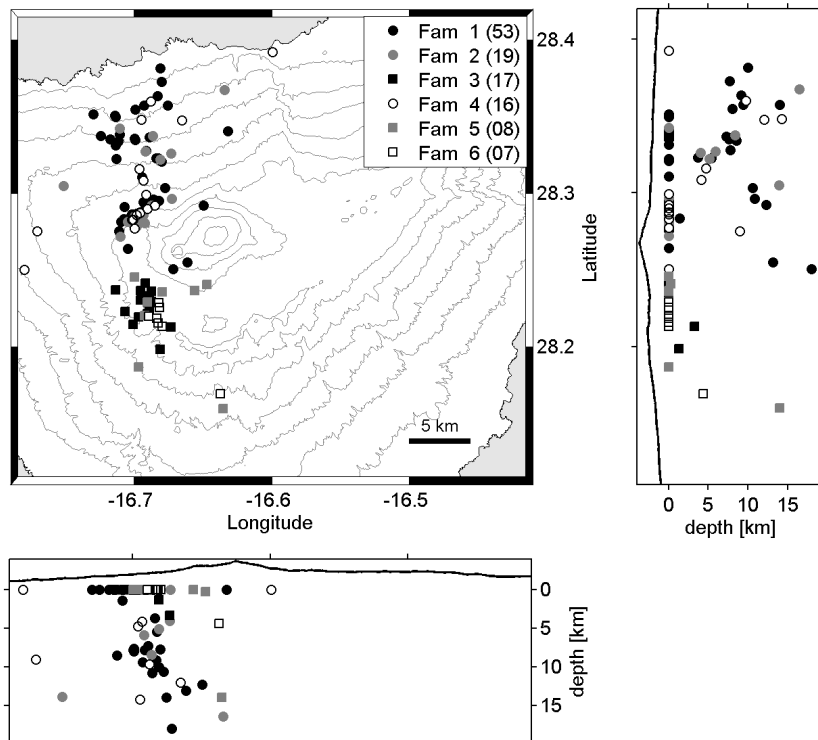 Fam 1 (53)
Fam 2 (19)
Fam 3 (17)
Fam 4 (16)
Fam 5 (08)
Fam 6 (07)
5 km
-16.7 -16.6 -16.5
Longitude
28.4
28.3
28.2
Latitude
0 5 10 15
depth [km]
0
5
10
15
depth [km]